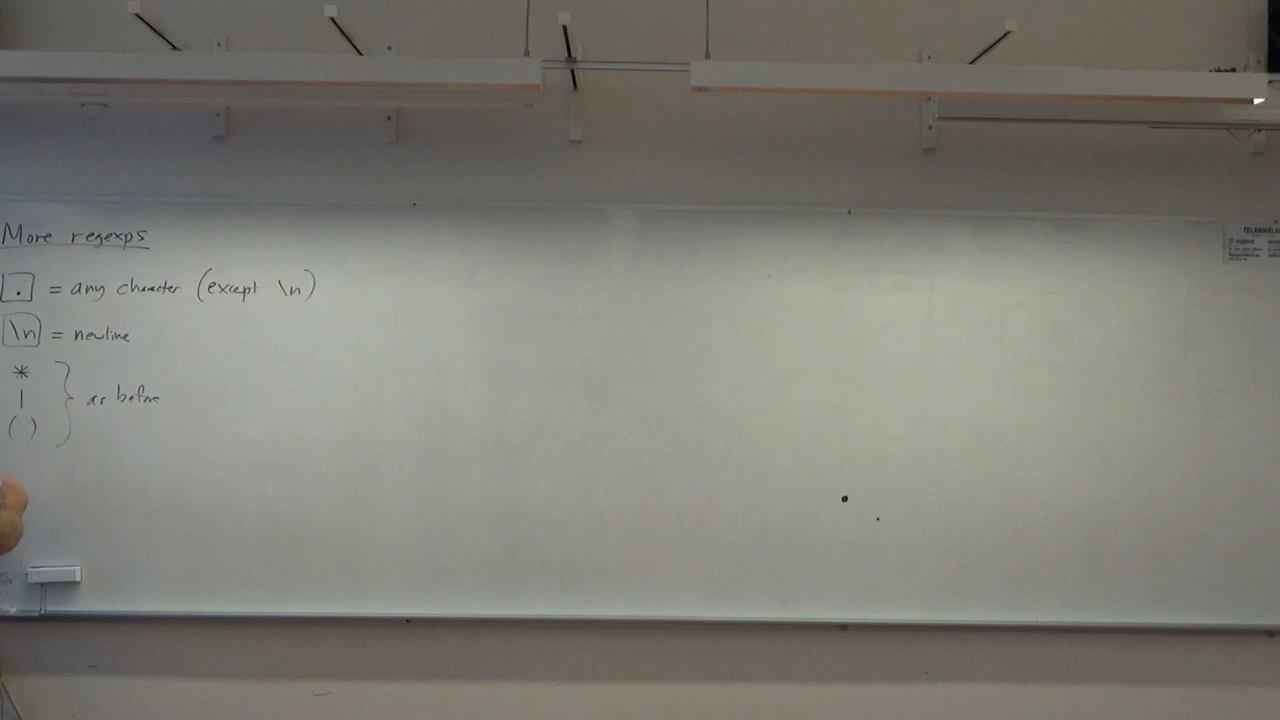 More regexps
. = any character (except \n)
\n = newline
*
| } as before
( )